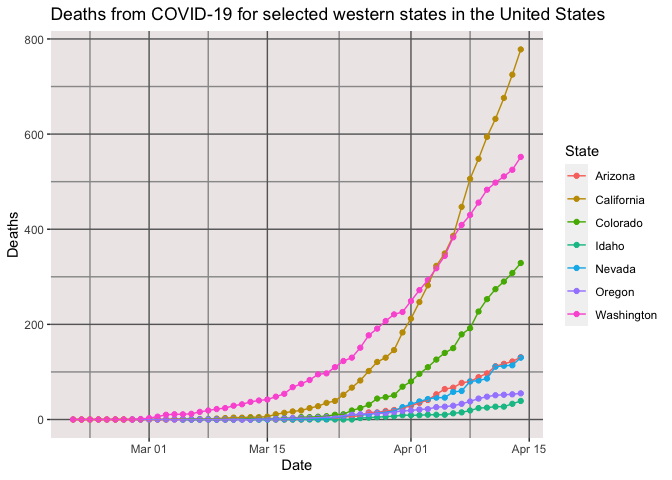 Deaths from COVID-19 for selected western states in the United States
Deaths
800
600
400
200
0
Mar 01
Mar 15
Apr 01
Apr 15
Date
State
Arizona
California
Colorado
Idaho
Nevada
Oregon
Washington